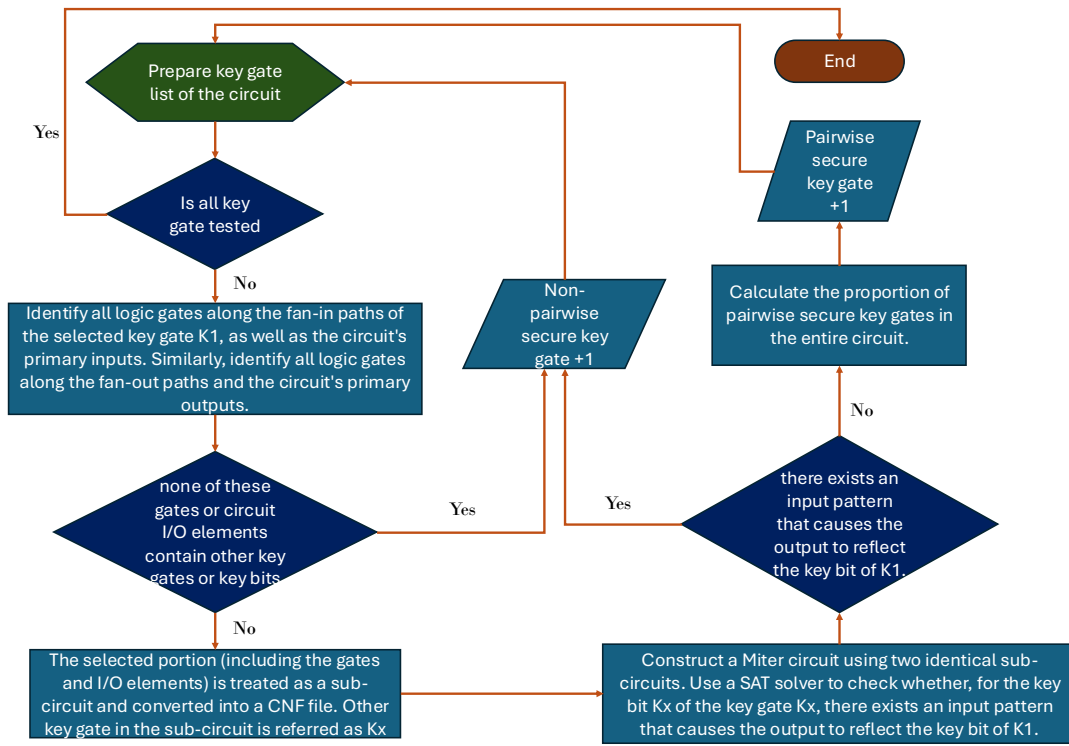 End
Prepare key gate
list of the circuit
Yes
Pairwise
secure
key gate
+1
Is all key
gate tested
No
Identify all logic gates along the fan-in paths of
the selected key gate K1, as well as the circuit's
primary inputs. Similarly, identify all logic gates
along the fan-out paths and the circuit's primary
outputs.
Non-
pairwise
secure key
gate +1
Calculate the proportion of
pairwise secure key gates in
the entire circuit.
No
none of these
gates or circuit
I/O elements
contain other key
gates or key bits
Yes
Yes
there exists an
input pattern
that causes the
output to reflect
the key bit of K1.
No
The selected portion (including the gates
and I/O elements) is treated as a sub-
circuit and converted into a CNF file. Other
key gate in the sub-circuit is referred as Kx
Construct a Miter circuit using two identical sub-
circuits. Use a SAT solver to check whether, for the key
bit Kx of the key gate Kx, there exists an input pattern
that causes the output to reflect the key bit of K1.